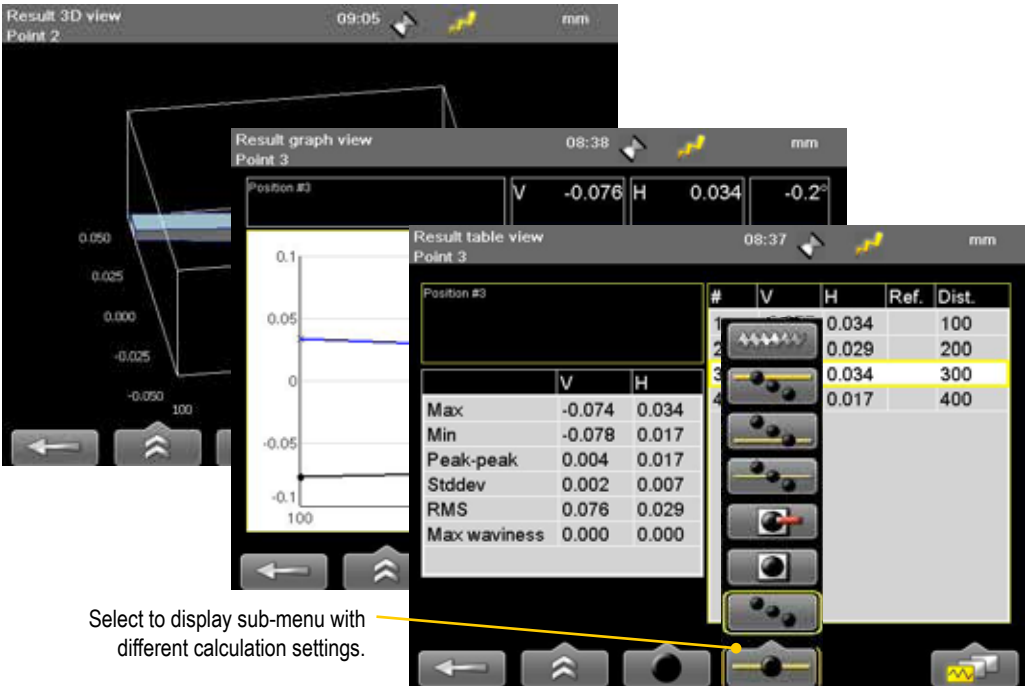 Result 3D view 09:05 mm
Point 2
0.050
0.025
0.000
-0.025
-0.050
100
Result graph view 08:38 mm
Point 3
Position #3 V -0.076 H 0.034 -0.2°
0.1
0.05
0
-0.05
-0.1
100
Result table view 08:37 mm
Point 3
Position #3
V H
Max -0.074 0.034
Min -0.078 0.017
Peak-peak 0.004 0.017
Stddev 0.002 0.007
RMS 0.076 0.029
Max waviness 0.000 0.000
# V H Ref. Dist.
1 0.034 100
2 0.029 200
3 0.034 300
4 0.017 400
Select to display sub-menu with
different calculation settings.